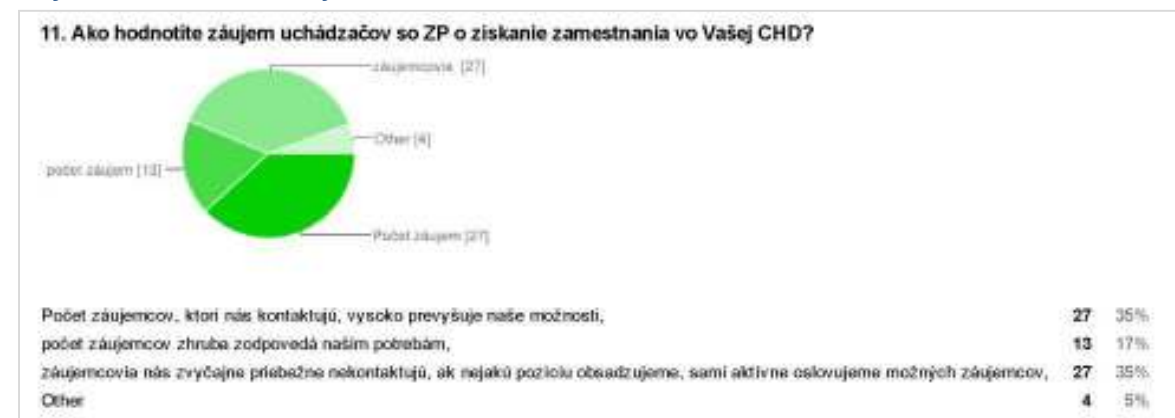 11. Ako hodnotíte záujem uchádzačov so ZP o získanie zamestnania vo Vašej CHD?
záujemcovia [27]
Other [4]
počet záujem [13]
Počet záujem [27]
Počet záujemcov, ktorí nás kontaktujú, vysoko prevyšuje naše možnosti, 27 35%
počet záujemcov zhruba zodpovedá našim potrebám, 13 17%
záujemcovia nás zvyčajne priebežne nekontaktujú, ak nejakú pozíciu obsadzujeme, sami aktívne oslovujeme možných záujemcov, 27 35%
Other 4 5%